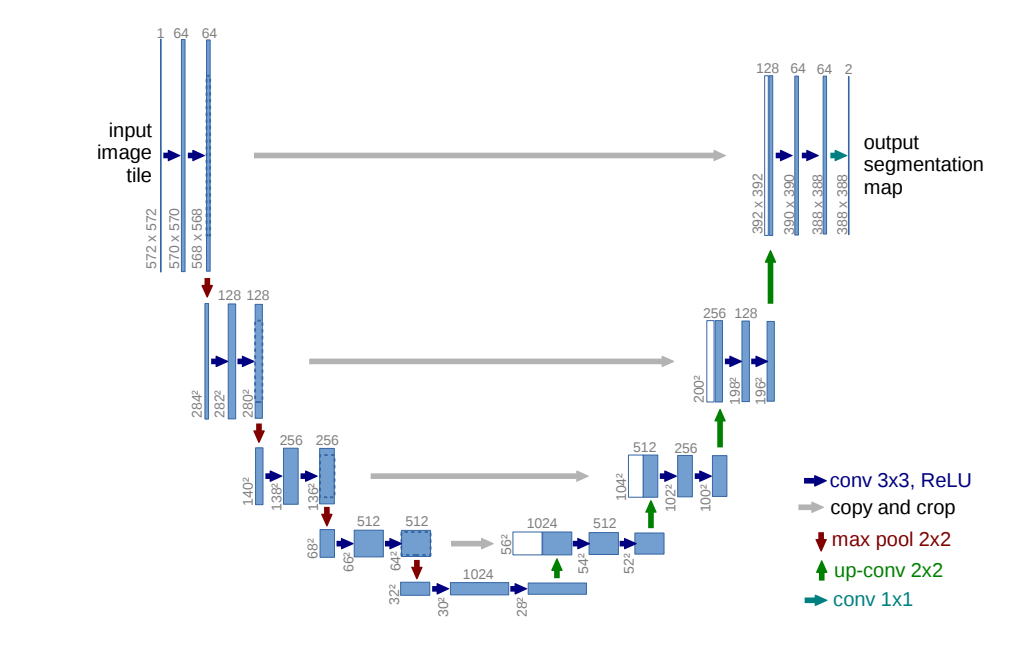 1 64 64
128 64 64 2
input
image
tile
output
segmentation
map
572 x 572
570 x 570
568 x 568
392 x 392
390 x 390
388 x 388
388 x 388
128 128
256 128
284²
282²
280²
200²
198²
196²
256 256
512 256
140²
138²
136²
104²
102²
100²
512 512
1024 512
68²
66²
64²
56²
54²
52²
1024
32²
30²
28²
conv 3x3, ReLU
copy and crop
max pool 2x2
up-conv 2x2
conv 1x1